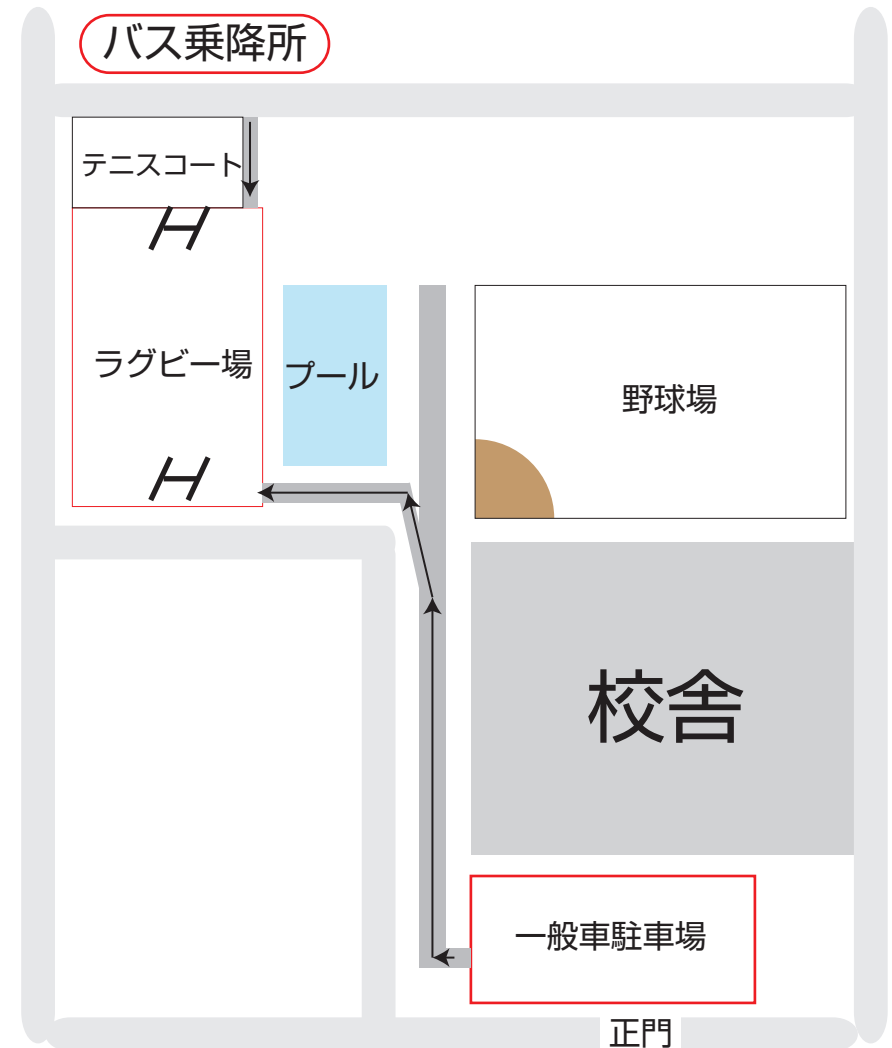 バス乗降所
テニスコート
ラグビー場
プール
野球場
校舎
一般車駐車場
正門